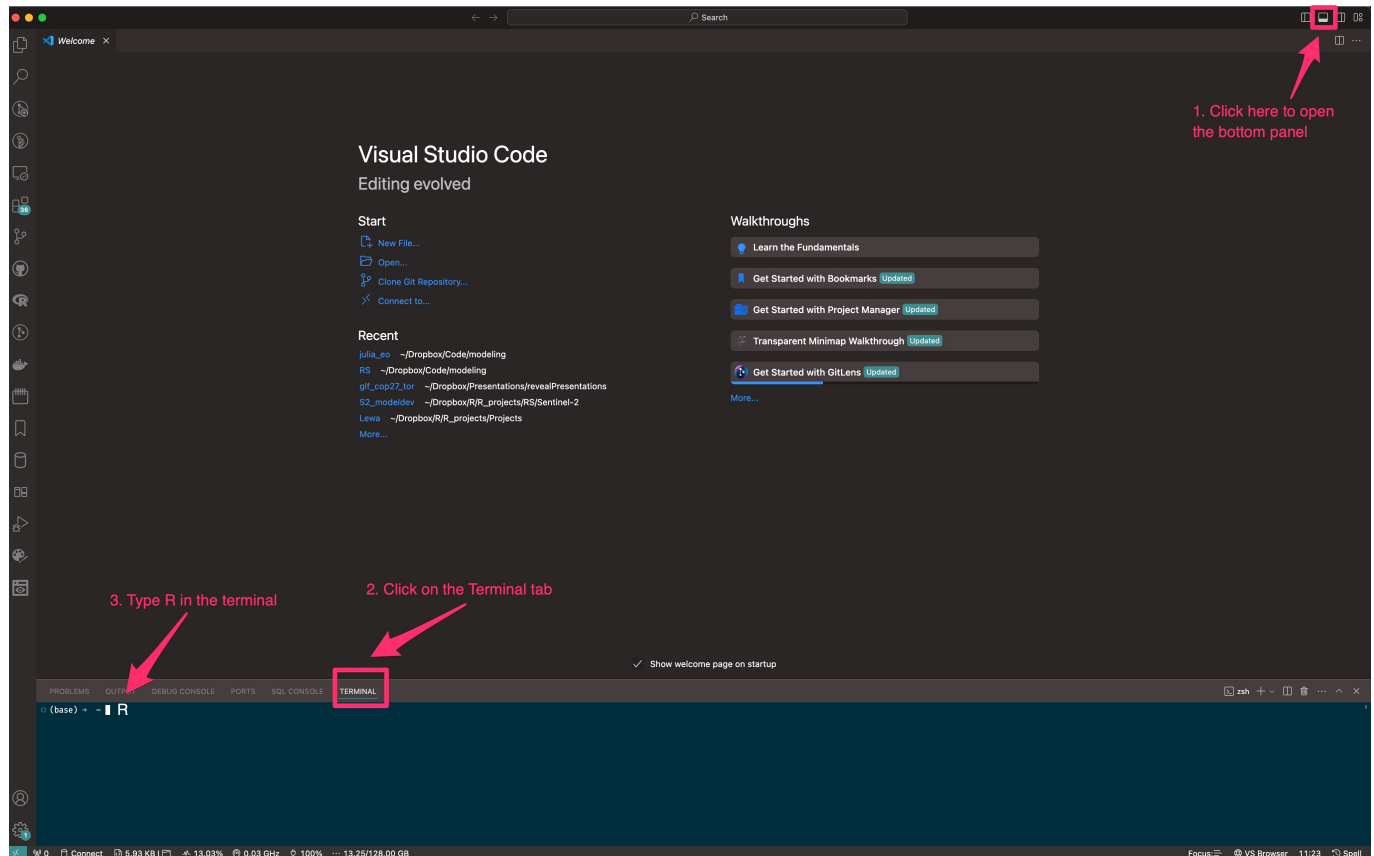 Search
Welcome
1. Click here to open
the bottom panel
36
Visual Studio Code
Editing evolved
Start
New File...
Open...
Clone Git Repository...
Connect to...
Recent
julia_eo ~/Dropbox/Code/modeling
RS ~/Dropbox/Code/modeling
glf_cop27_tor ~/Dropbox/Presentations/revealPresentations
S2_modeldev ~/Dropbox/R/R_projects/RS/Sentinel-2
Lewa ~/Dropbox/R/R_projects/Projects
More...
Walkthroughs
Learn the Fundamentals
Get Started with Bookmarks Updated
Get Started with Project Manager Updated
Transparent Minimap Walkthrough Updated
Get Started with GitLens Updated
More...
3. Type R in the terminal
2. Click on the Terminal tab
Show welcome page on startup
PROBLEMS OUTPUT DEBUG CONSOLE PORTS SQL CONSOLE TERMINAL zsh
(base) → ~ R
1
0 Connect 5.93 KB 13.03% 0.03 GHz 100% 13.25/128.00 GB Focus: VS Browser 11:23 Spell